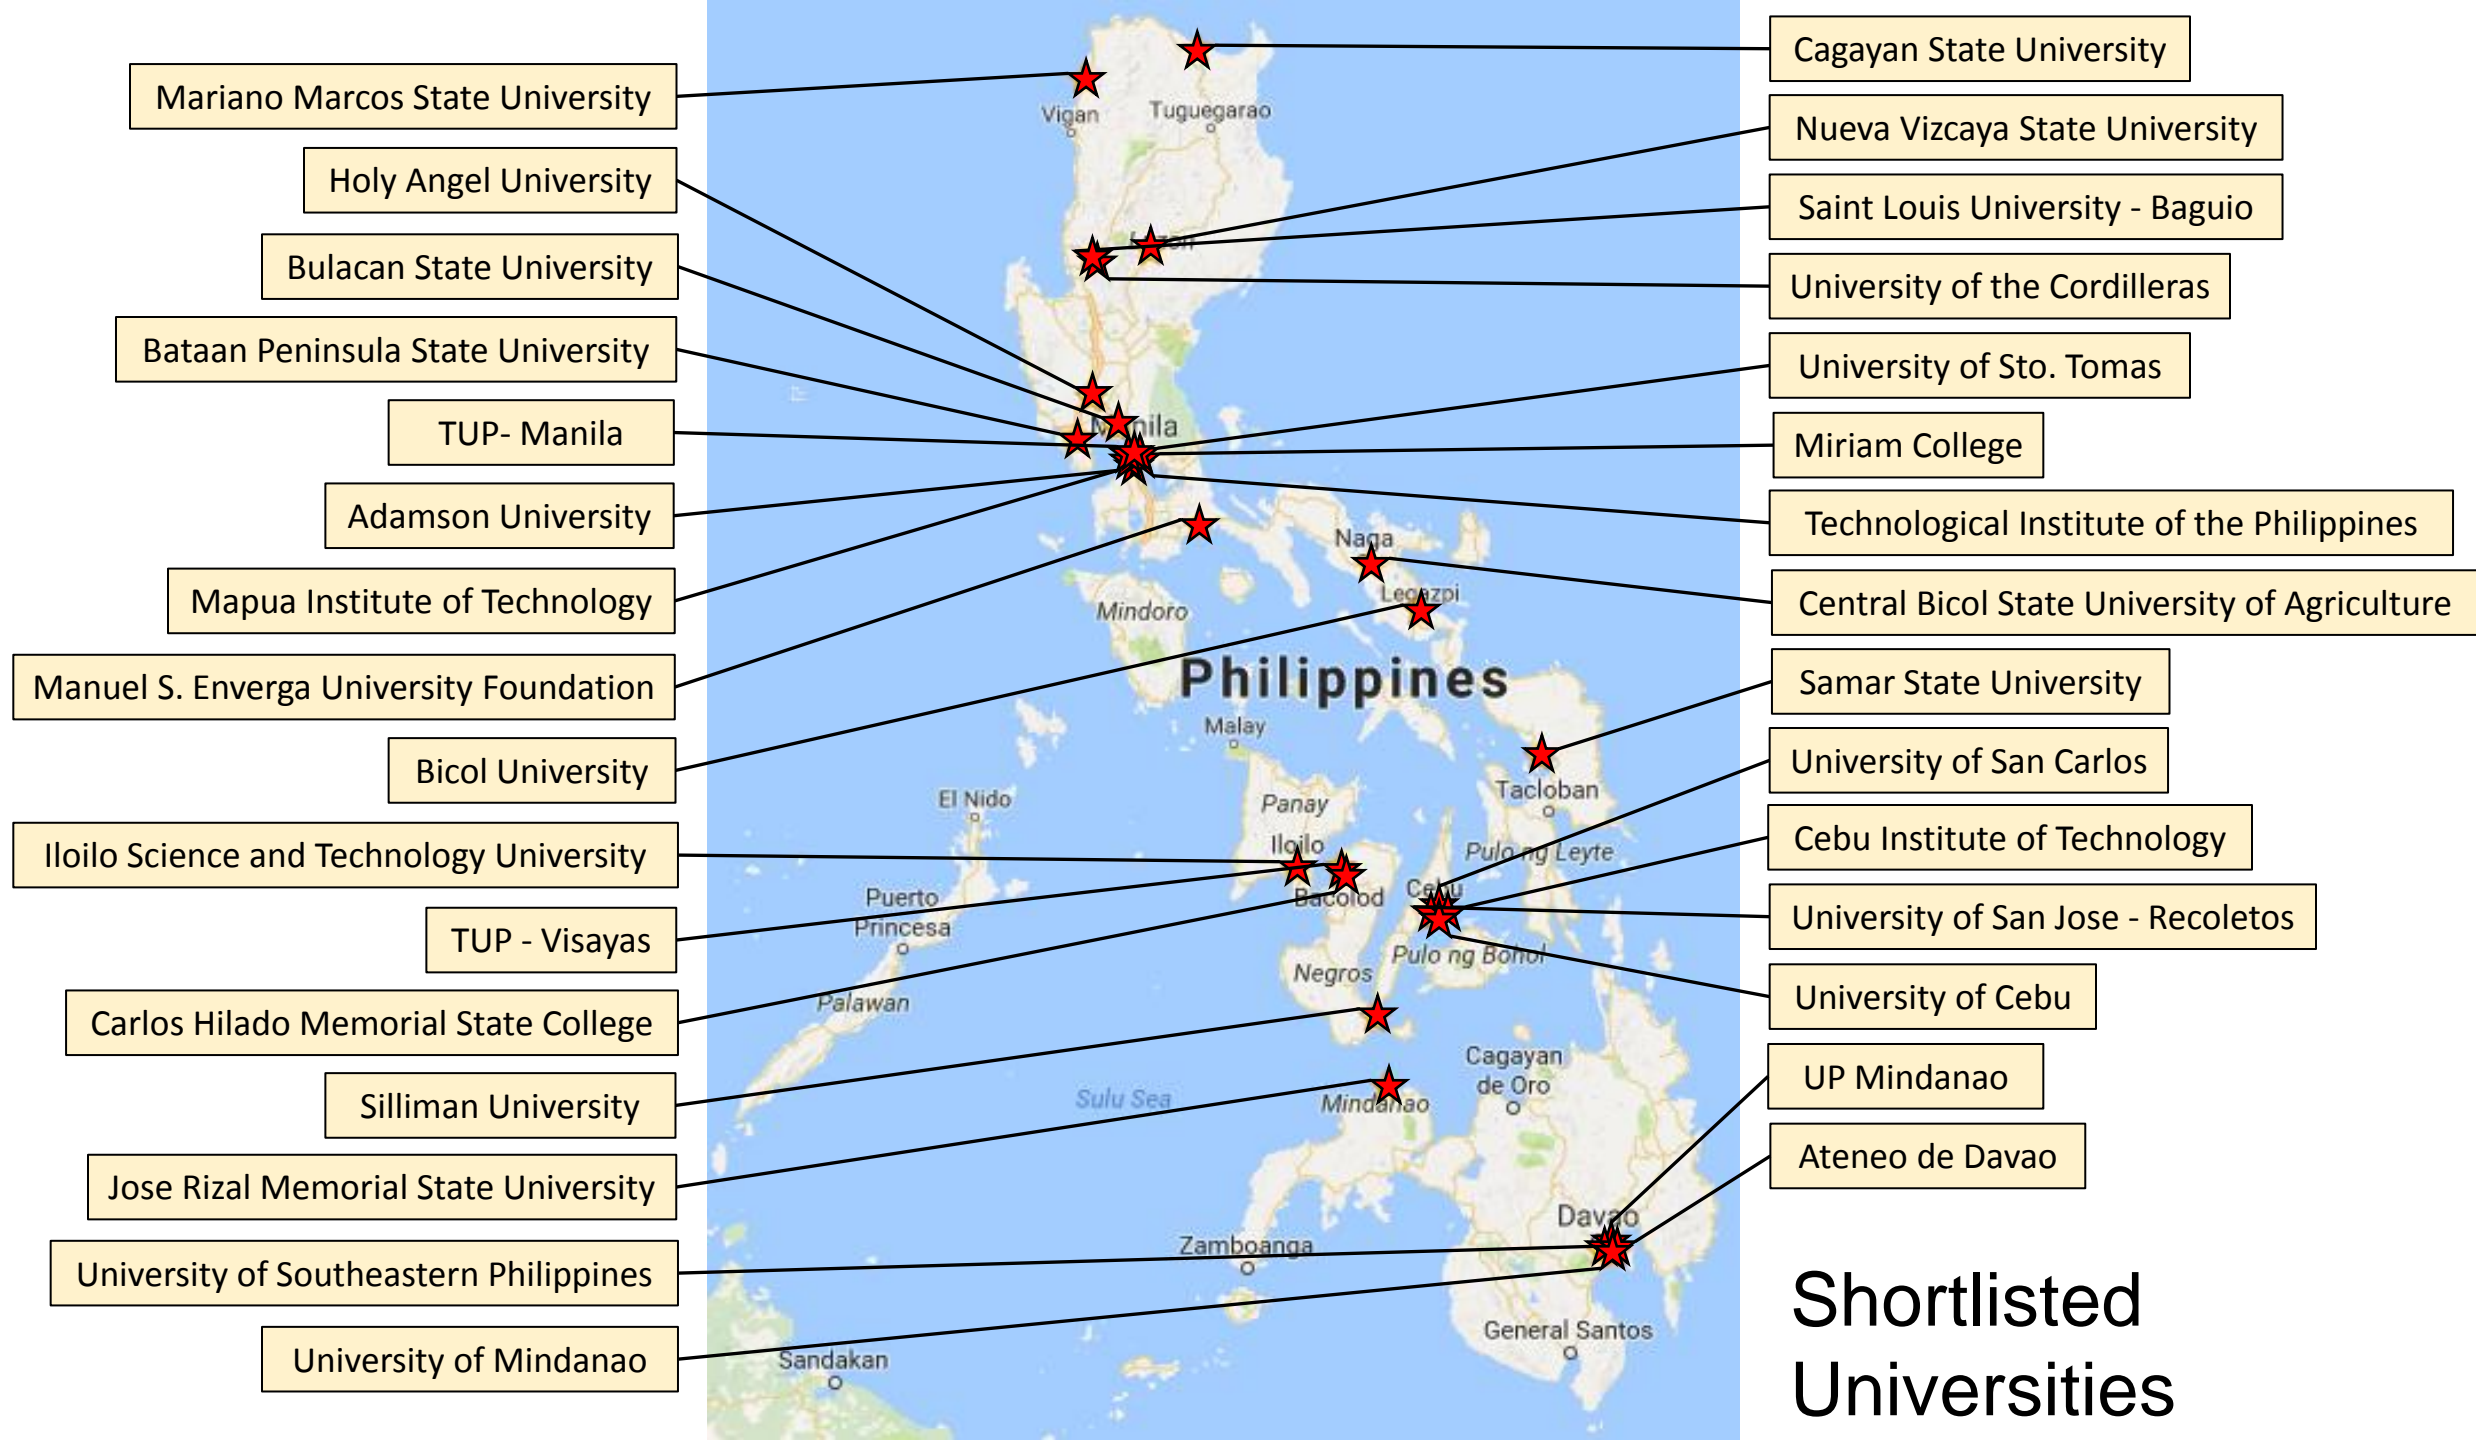 Mariano Marcos State University
Holy Angel University
Bulacan State University
Bataan Peninsula State University
TUP- Manila
Adamson University
Mapua Institute of Technology
Manuel S. Enverga University Foundation
Bicol University
Iloilo Science and Technology University
TUP - Visayas
Carlos Hilado Memorial State College
Silliman University
Jose Rizal Memorial State University
University of Southeastern Philippines
University of Mindanao
Vigan
Tuguegarao
Luzon
Manila
Naga
Legazpi
Mindoro
Philippines
Malay
El Nido
Panay
Tacloban
Iloilo
Pulo ng Leyte
Puerto
Princesa
Bacolod
Cebu
Pulo ng Bohol
Negros
Palawan
Cagayan
de Oro
Sulu Sea
Mindanao
Davao
Zamboanga
General Santos
Sandakan
Cagayan State University
Nueva Vizcaya State University
Saint Louis University - Baguio
University of the Cordilleras
University of Sto. Tomas
Miriam College
Technological Institute of the Philippines
Central Bicol State University of Agriculture
Samar State University
University of San Carlos
Cebu Institute of Technology
University of San Jose - Recoletos
University of Cebu
UP Mindanao
Ateneo de Davao
Shortlisted
Universities